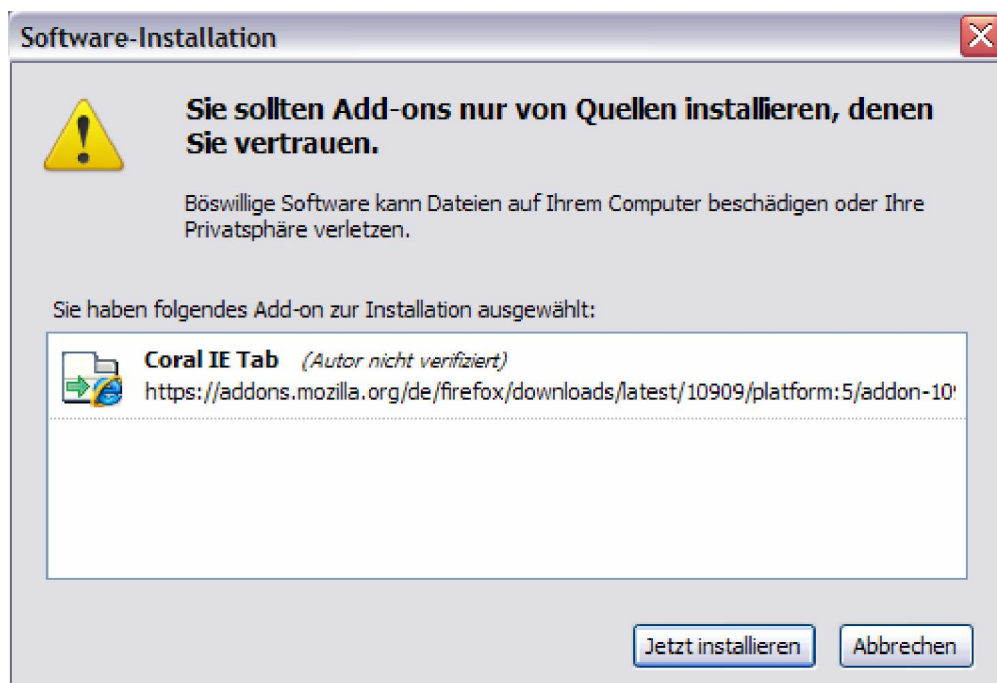 Software-Installation
Sie sollten Add-ons nur von Quellen installieren, denen
Sie vertrauen.
Böswillige Software kann Dateien auf Ihrem Computer beschädigen oder Ihre
Privatsphäre verletzen.
Sie haben folgendes Add-on zur Installation ausgewählt:
Coral IE Tab (Autor nicht verifiziert)
https://addons.mozilla.org/de/firefox/downloads/latest/10909/platform:5/addon-109
Jetzt installieren Abbrechen